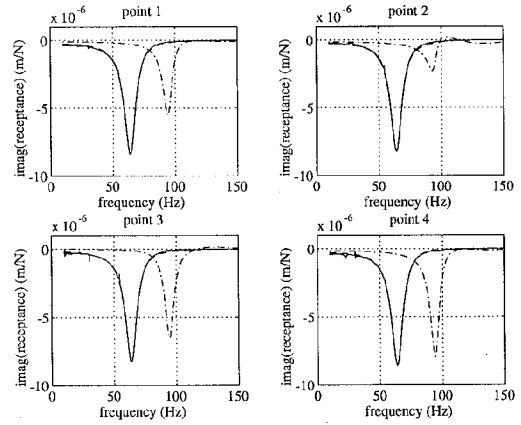 point 1
x 10 -6
imag(receptance) (m/N)
0
-5
-10
0 50 100 150
frequency (Hz)
point 2
x 10 -6
imag(receptance) (m/N)
0
-5
-10
0 50 100 150
frequency (Hz)
point 3
x 10 -6
imag(receptance) (m/N)
0
-5
-10
0 50 100 150
frequency (Hz)
point 4
x 10 -6
imag(receptance) (m/N)
0
-5
-10
0 50 100 150
frequency (Hz)